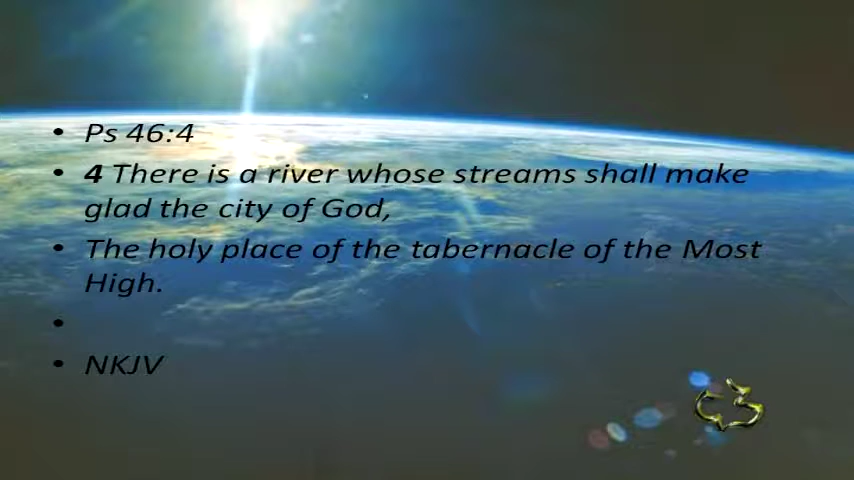 • Ps 46:4
• 4 There is a river whose streams shall make
glad the city of God,
• The holy place of the tabernacle of the Most
High.
•
• NKJV